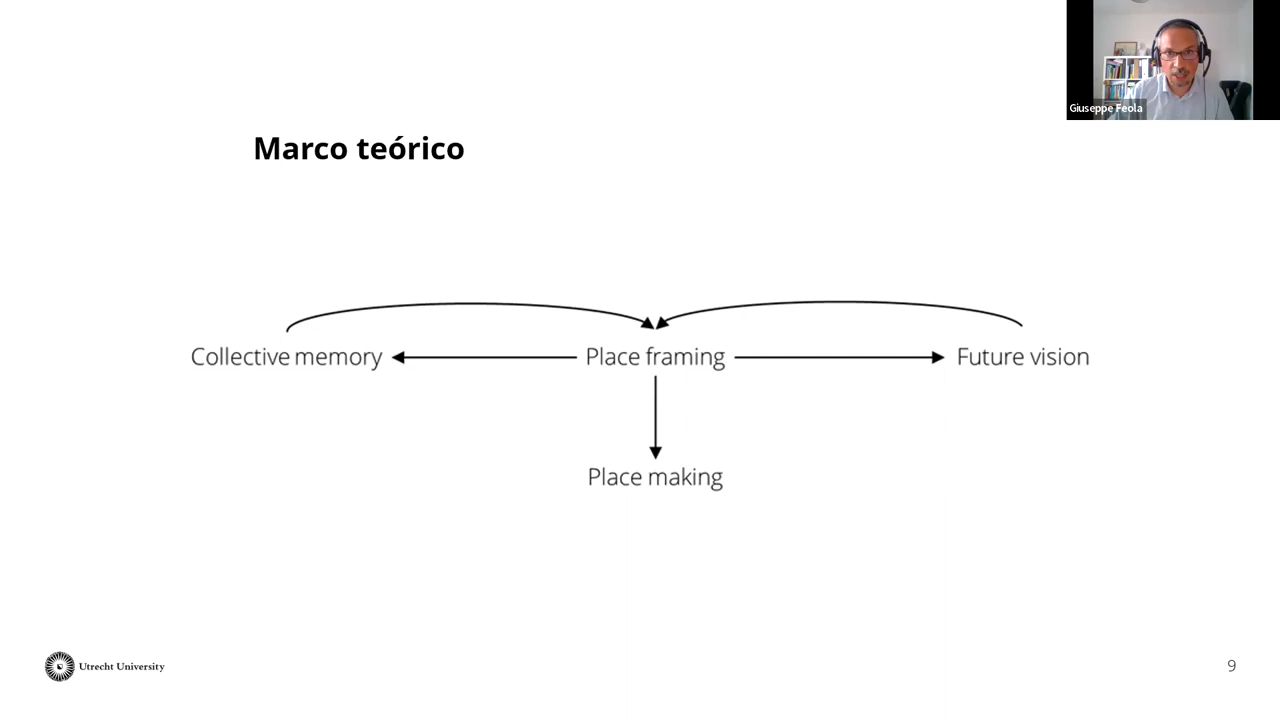 Giuseppe Feola
Marco teórico
Collective memory
Place framing
Future vision
Place making
Utrecht University
9